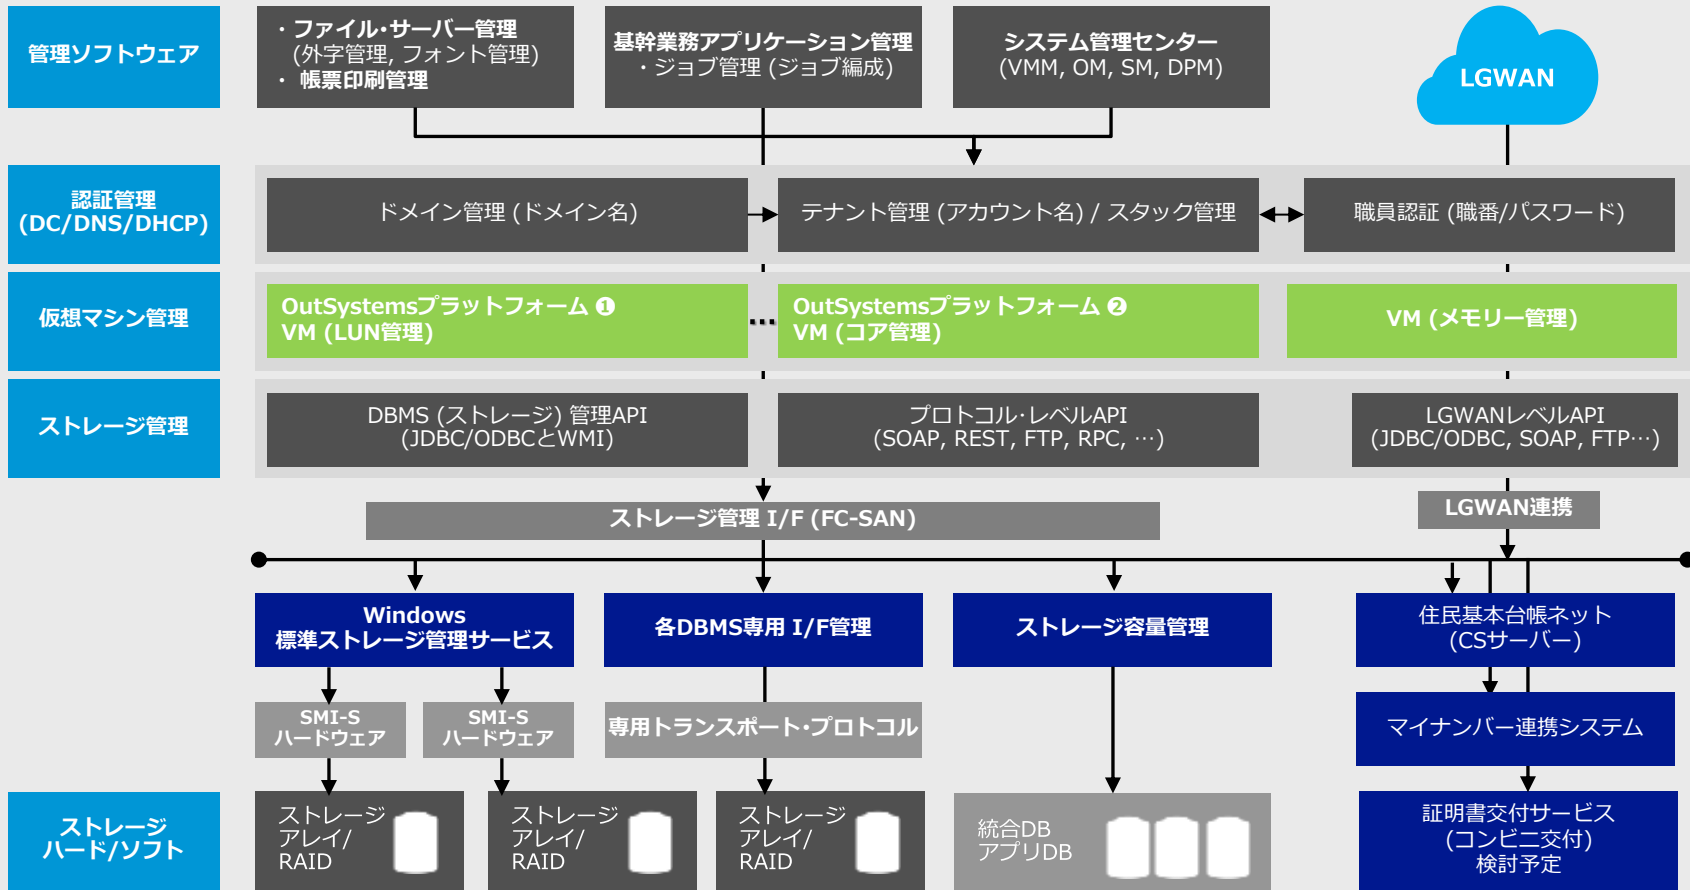 管理ソフトウェア
・ファイル・サーバー管理
(外字管理, フォント管理)
・ 帳票印刷管理
基幹業務アプリケーション管理
・ジョブ管理 (ジョブ編成)
システム管理センター
(VMM, OM, SM, DPM)
LGWAN
認証管理
(DC/DNS/DHCP)
ドメイン管理 (ドメイン名)
テナント管理 (アカウント名) / スタック管理
職員認証 (職番/パスワード)
仮想マシン管理
OutSystemsプラットフォーム ❶
VM (LUN管理)
…
OutSystemsプラットフォーム ❷
VM (コア管理)
VM (メモリー管理)
ストレージ管理
DBMS (ストレージ) 管理API
(JDBC/ODBCとWMI)
プロトコル・レベルAPI
(SOAP, REST, FTP, RPC, …)
LGWANレベルAPI
(JDBC/ODBC, SOAP, FTP…)
ストレージ管理 I/F (FC-SAN)
LGWAN連携
Windows
標準ストレージ管理サービス
各DBMS専用 I/F管理
ストレージ容量管理
住民基本台帳ネット
(CSサーバー)
SMI-S
ハードウェア
SMI-S
ハードウェア
専用トランスポート・プロトコル
マイナンバー連携システム
ストレージ
ハード/ソフト
ストレージ
アレイ/
RAID
ストレージ
アレイ/
RAID
ストレージ
アレイ/
RAID
統合DB
アプリDB
証明書交付サービス
(コンビニ交付)
検討予定